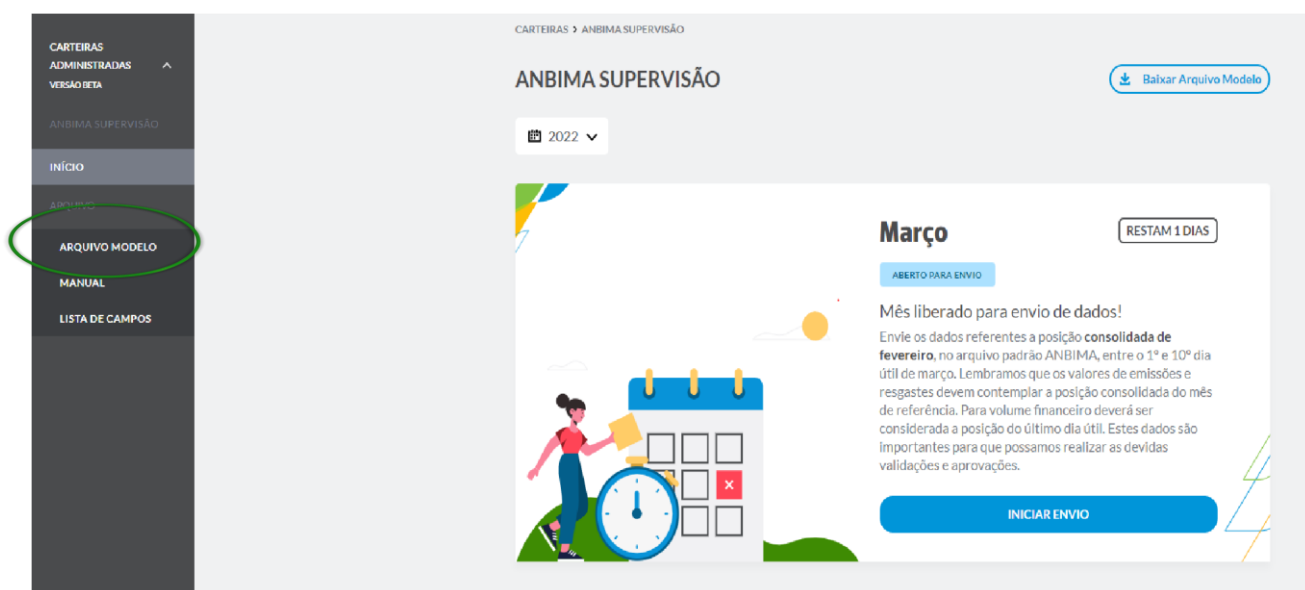 CARTEIRAS
ADMINISTRADAS
VERSÃO BETA
ANBIMA SUPERVISÃO
INÍCIO
ARQUIVO
ARQUIVO MODELO
MANUAL
LISTA DE CAMPOS
CARTEIRAS > ANBIMA SUPERVISÃO
ANBIMA SUPERVISÃO
Baixar Arquivo Modelo
2022
Março
RESTAM 1 DIAS
ABERTO PARA ENVIO
Mês liberado para envio de dados!
Envie os dados referentes a posição consolidada de
fevereiro, no arquivo padrão ANBIMA, entre o 1º e 10º dia
útil de março. Lembramos que os valores de emissões e
resgastes devem contemplar a posição consolidada do mês
de referência. Para volume financeiro deverá ser
considerada a posição do último dia útil. Estes dados são
importantes para que possamos realizar as devidas
validações e aprovações.
INICIAR ENVIO